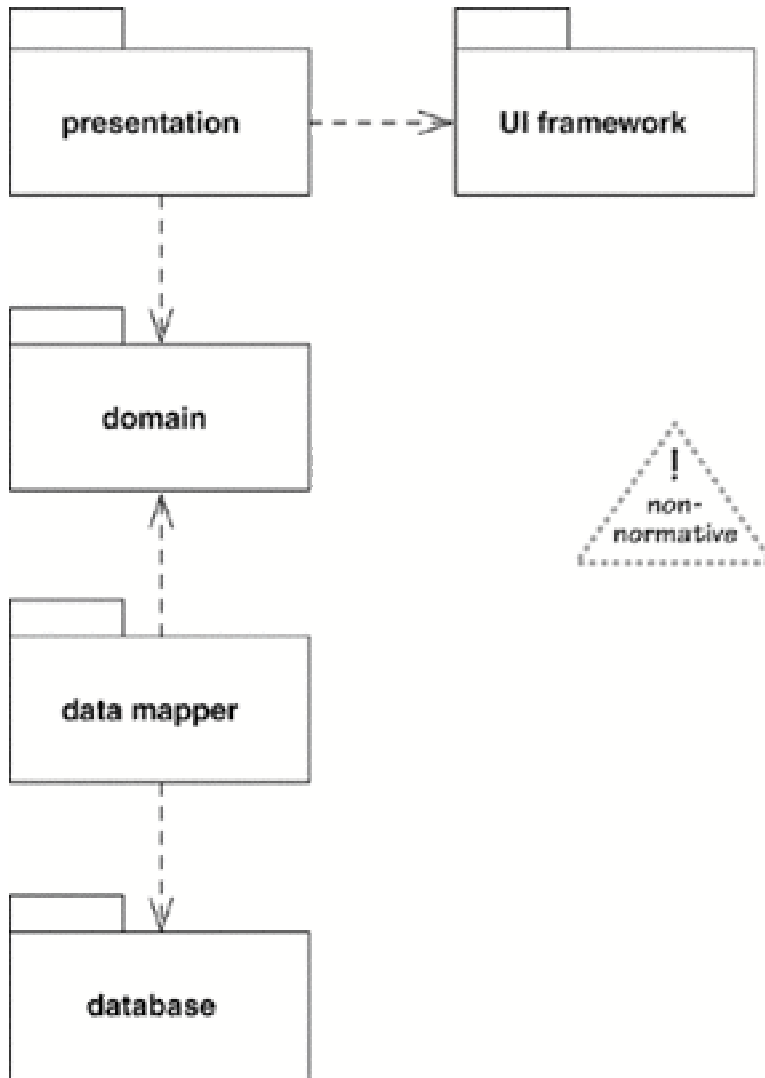 presentation
UI framework
domain
!
non-
normative
data mapper
database